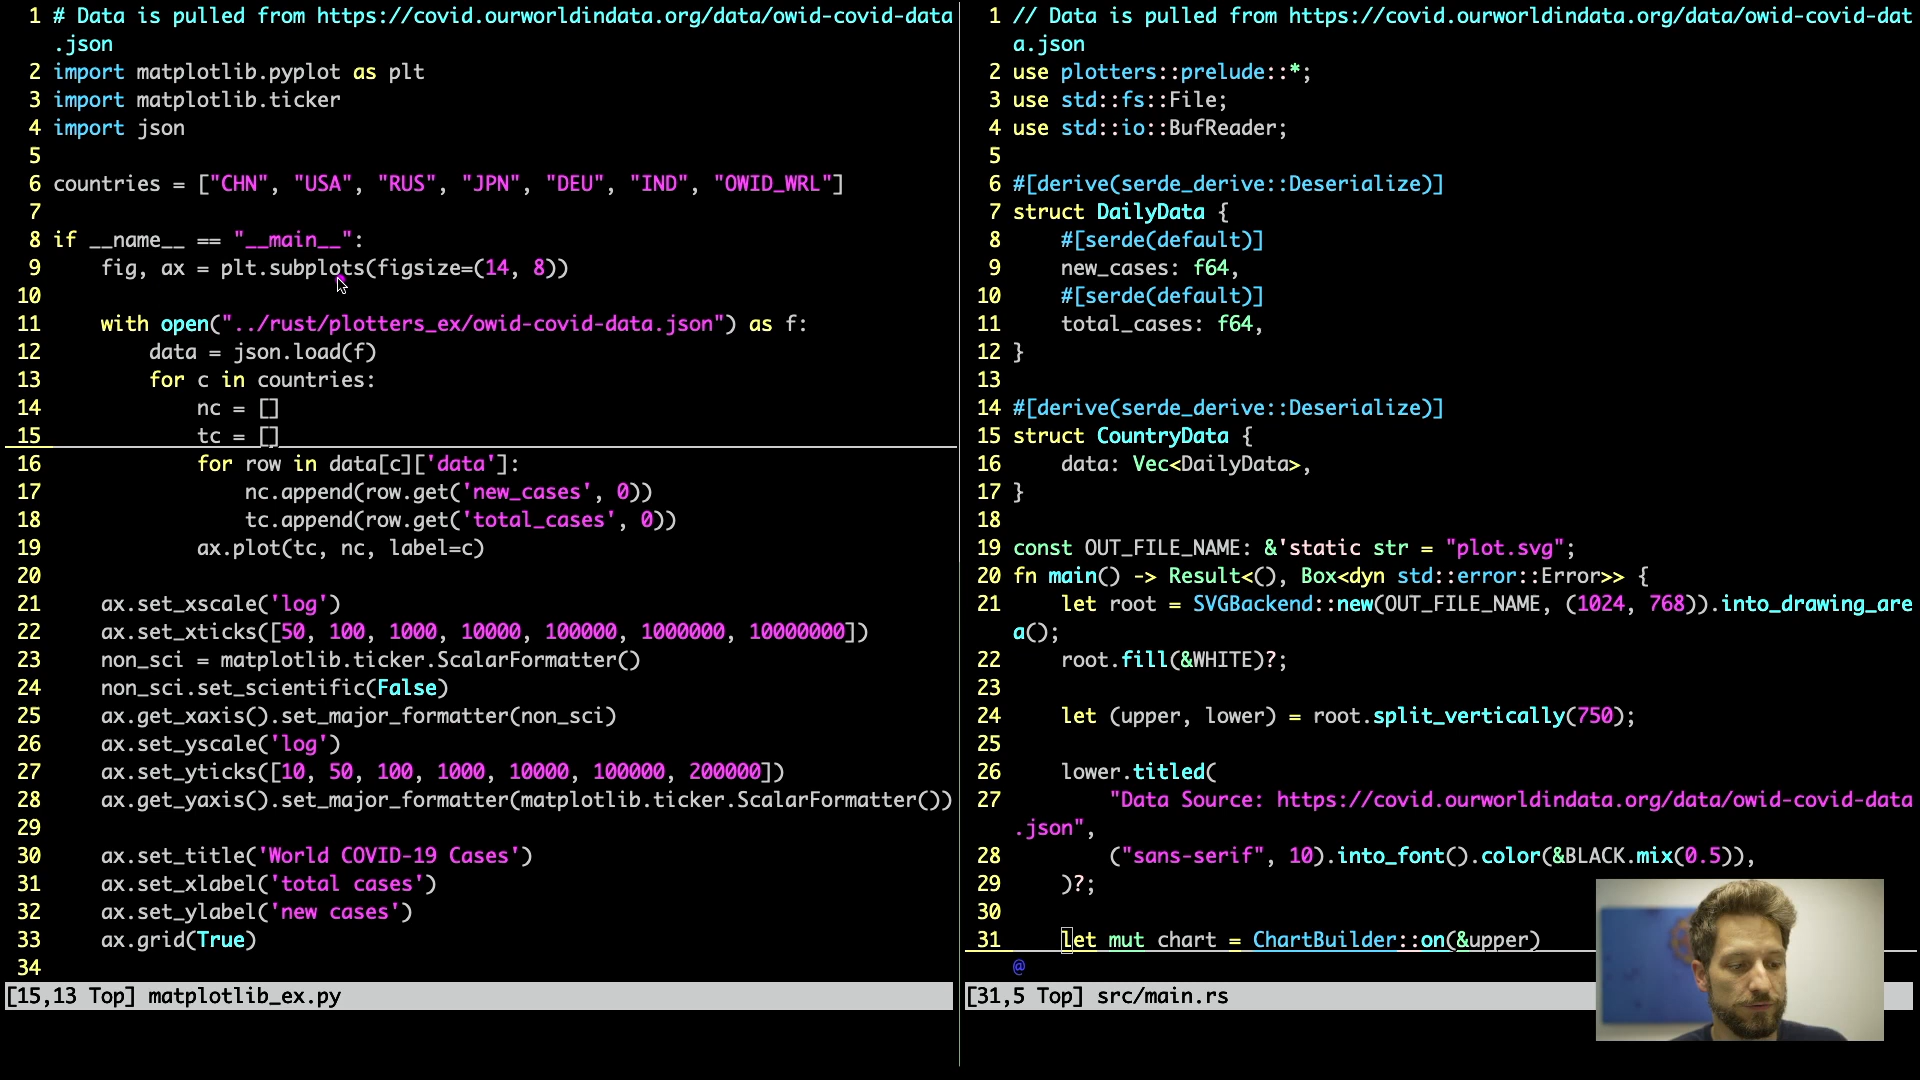 1 # Data is pulled from https://covid.ourworldindata.org/data/owid-covid-data
.json
2 import matplotlib.pyplot as plt
3 import matplotlib.ticker
4 import json
5
6 countries = ["CHN", "USA", "RUS", "JPN", "DEU", "IND", "OWID_WRL"]
7
8 if __name__ == "__main__":
9     fig, ax = plt.subplots(figsize=(14, 8))
10
11     with open("../rust/plotters_ex/owid-covid-data.json") as f:
12         data = json.load(f)
13         for c in countries:
14             nc = []
15             tc = []
16             for row in data[c]['data']:
17                 nc.append(row.get('new_cases', 0))
18                 tc.append(row.get('total_cases', 0))
19             ax.plot(tc, nc, label=c)
20
21     ax.set_xscale('log')
22     ax.set_xticks([50, 100, 1000, 10000, 100000, 1000000, 10000000])
23     non_sci = matplotlib.ticker.ScalarFormatter()
24     non_sci.set_scientific(False)
25     ax.get_xaxis().set_major_formatter(non_sci)
26     ax.set_yscale('log')
27     ax.set_yticks([10, 50, 100, 1000, 10000, 100000, 200000])
28     ax.get_yaxis().set_major_formatter(matplotlib.ticker.ScalarFormatter())
29
30     ax.set_title('World COVID-19 Cases')
31     ax.set_xlabel('total cases')
32     ax.set_ylabel('new cases')
33     ax.grid(True)
34
[15,13 Top] matplotlib_ex.py
1 // Data is pulled from https://covid.ourworldindata.org/data/owid-covid-dat
a.json
2 use plotters::prelude::*;
3 use std::fs::File;
4 use std::io::BufReader;
5
6 #[derive(serde_derive::Deserialize)]
7 struct DailyData {
8     #[serde(default)]
9     new_cases: f64,
10     #[serde(default)]
11     total_cases: f64,
12 }
13
14 #[derive(serde_derive::Deserialize)]
15 struct CountryData {
16     data: Vec<DailyData>,
17 }
18
19 const OUT_FILE_NAME: &'static str = "plot.svg";
20 fn main() -> Result<(), Box<dyn std::error::Error>> {
21     let root = SVGBackend::new(OUT_FILE_NAME, (1024, 768)).into_drawing_are
a();
22     root.fill(&WHITE)?;
23
24     let (upper, lower) = root.split_vertically(750);
25
26     lower.titled(
27         "Data Source: https://covid.ourworldindata.org/data/owid-covid-data
.json",
28         ("sans-serif", 10).into_font().color(&BLACK.mix(0.5)),
29     )?;
30
31     let mut chart = ChartBuilder::on(&upper)
@
[31,5 Top] src/main.rs